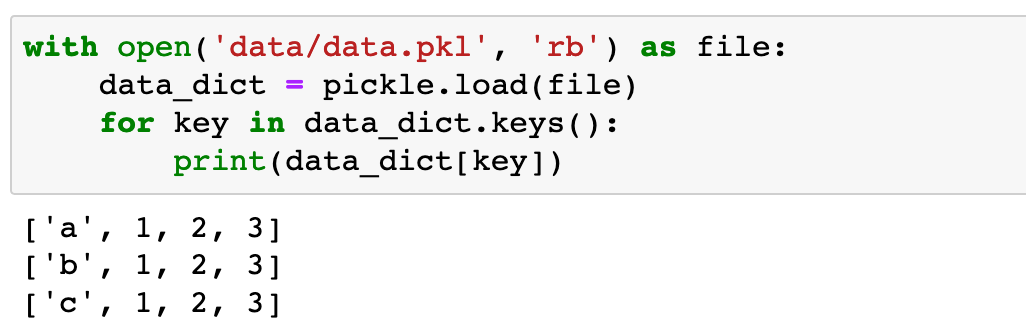 with open('data/data.pkl', 'rb') as file:
    data_dict = pickle.load(file)
    for key in data_dict.keys():
        print(data_dict[key])
['a', 1, 2, 3]
['b', 1, 2, 3]
['c', 1, 2, 3]